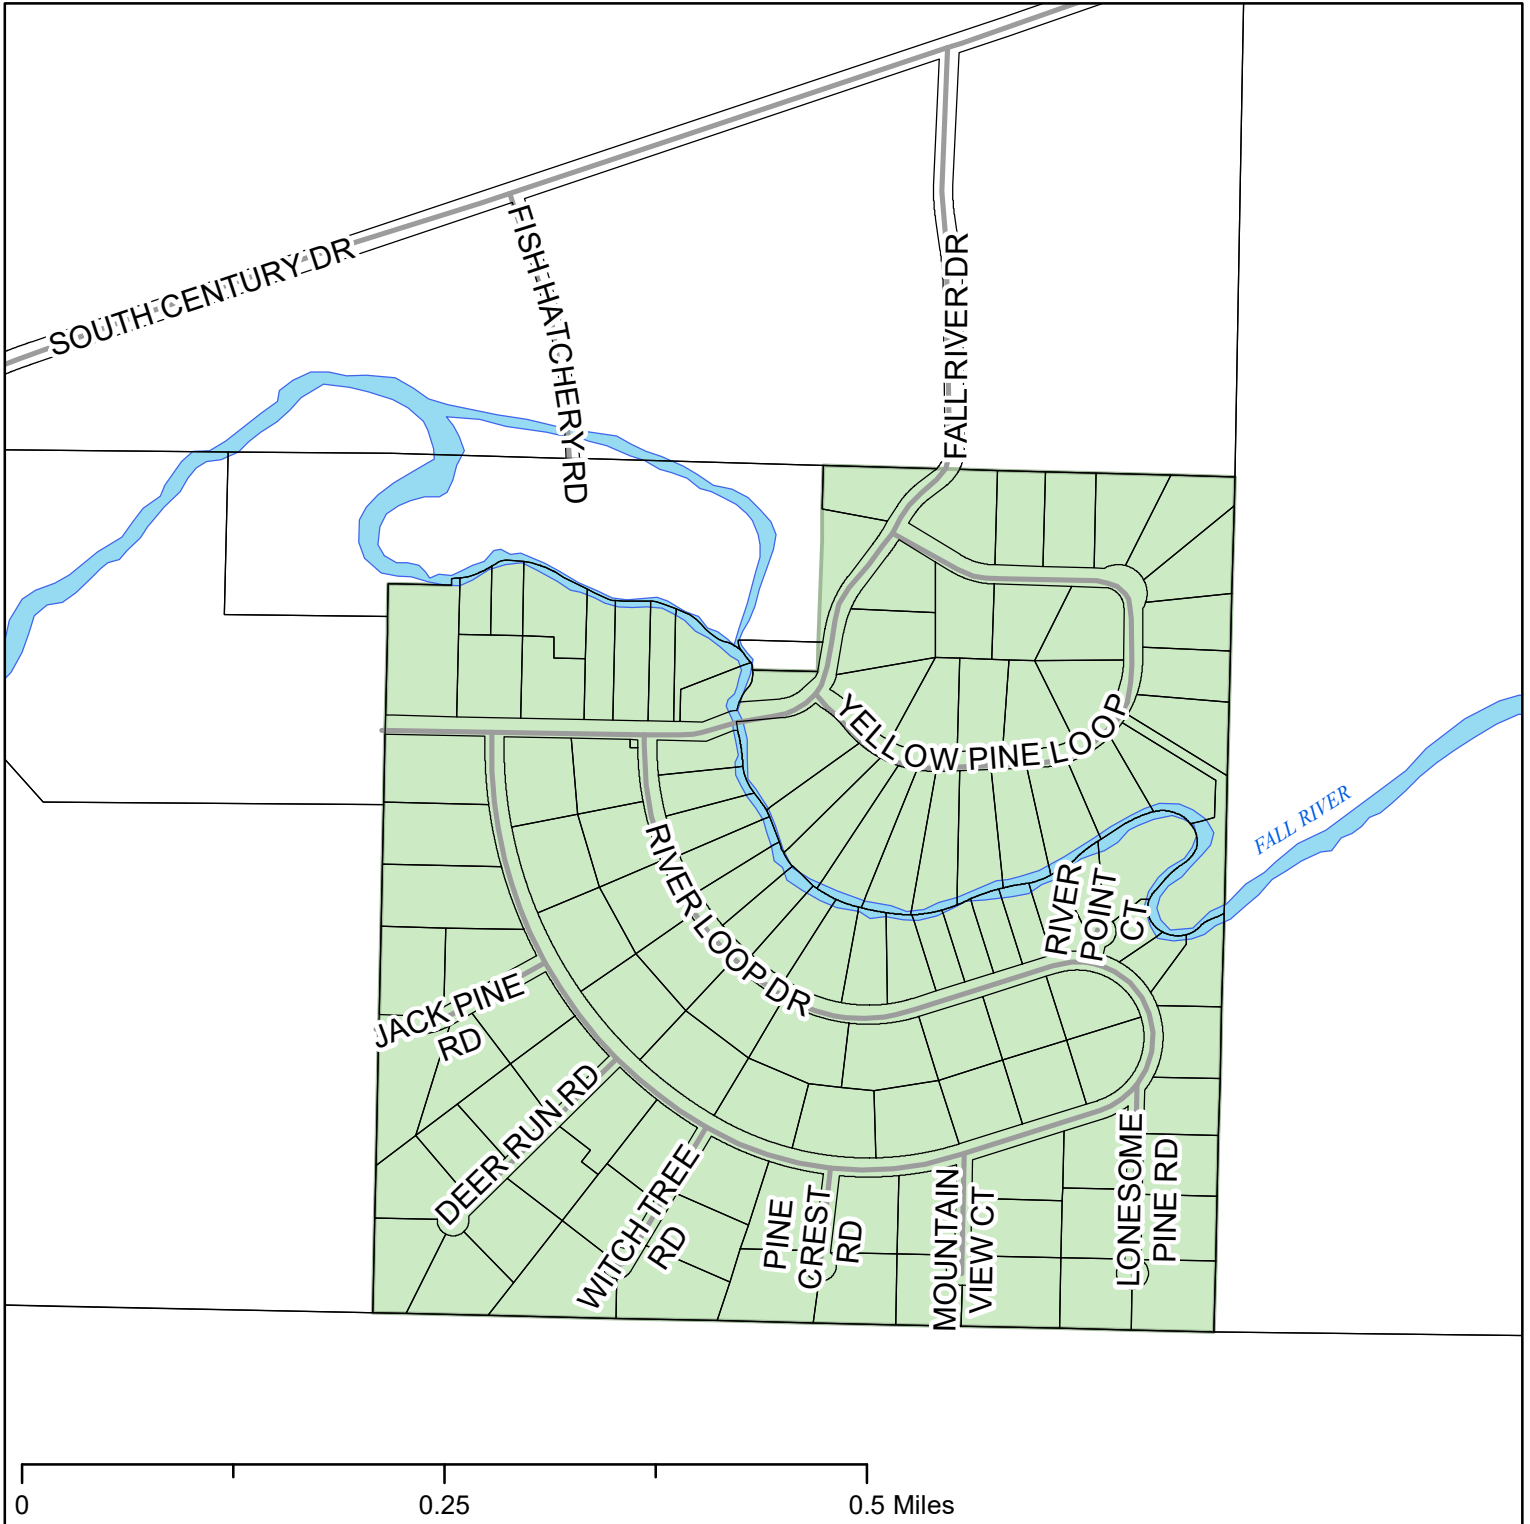 SOUTH CENTURY DR
FISH HATCHERY RD
FALL RIVER DR
YELLOW PINE LOOP
FALL RIVER
RIVER LOOP DR
RIVER
POINT
CT
JACK PINE
RD
DEER RUN RD
WITCH TREE
RD
PINE
CREST
RD
MOUNTAIN
VIEW CT
LONESOME
PINE RD
0 0.25 0.5 Miles